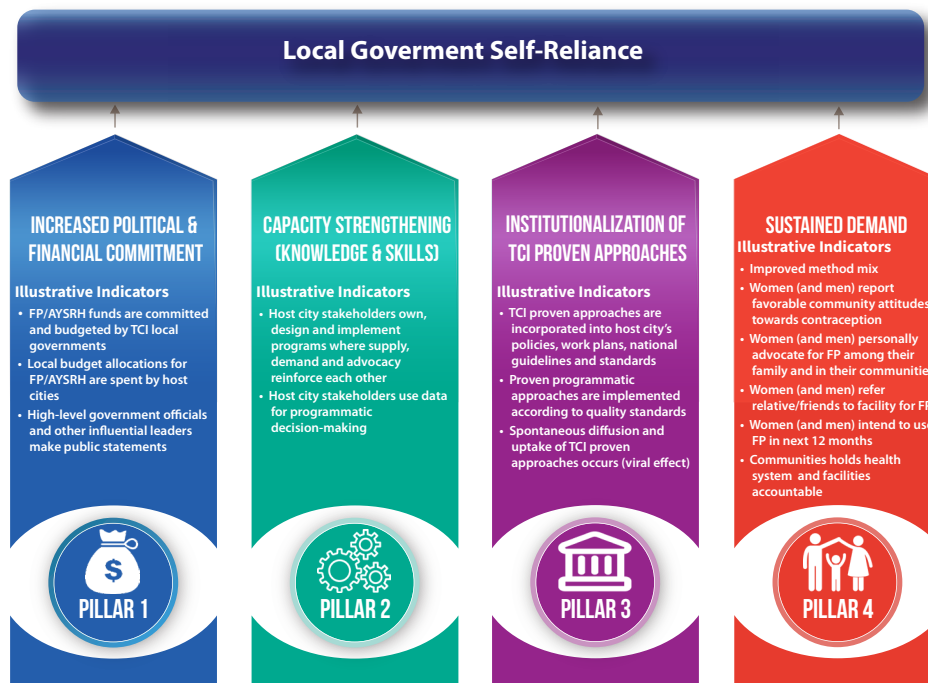 Local Goverment Self-Reliance
INCREASED POLITICAL &
FINANCIAL COMMITMENT
Illustrative Indicators
• FP/AYSRH funds are committed
and budgeted by TCI local
governments
• Local budget allocations for
FP/AYSRH are spent by host
cities
• High-level government officials
and other influential leaders
make public statements
$
PILLAR 1
CAPACITY STRENGTHENING
(KNOWLEDGE & SKILLS)
Illustrative Indicators
• Host city stakeholders own,
design and implement
programs where supply,
demand and advocacy
reinforce each other
• Host city stakeholders use data
for programmatic
decision-making
PILLAR 2
INSTITUTIONALIZATION OF
TCI PROVEN APPROACHES
Illustrative Indicators
• TCI proven approaches are
incorporated into host city's
policies, work plans, national
guidelines and standards
• Proven programmatic
approaches are implemented
according to quality standards
• Spontaneous diffusion and
uptake of TCI proven
approaches occurs (viral effect)
PILLAR 3
SUSTAINED DEMAND
Illustrative Indicators
• Improved method mix
• Women (and men) report
favorable community attitudes
towards contraception
• Women (and men) personally
advocate for FP among their
family and in their communitie
• Women (and men) refer
relative/friends to facility for FP
• Women (and men) intend to use
FP in next 12 months
• Communities holds health
system and facilities
accountable
PILLAR 4